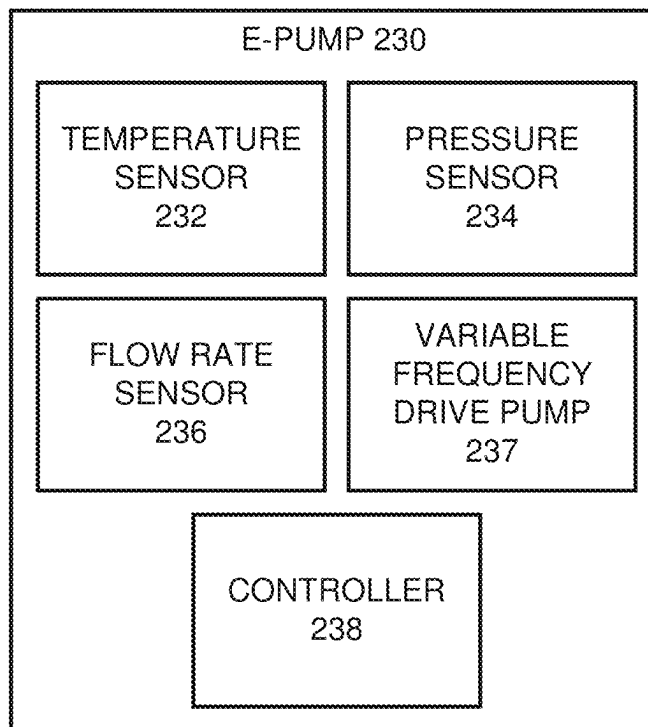 E-PUMP 230
TEMPERATURE
SENSOR
232
PRESSURE
SENSOR
234
FLOW RATE
SENSOR
236
VARIABLE
FREQUENCY
DRIVE PUMP
237
CONTROLLER
238